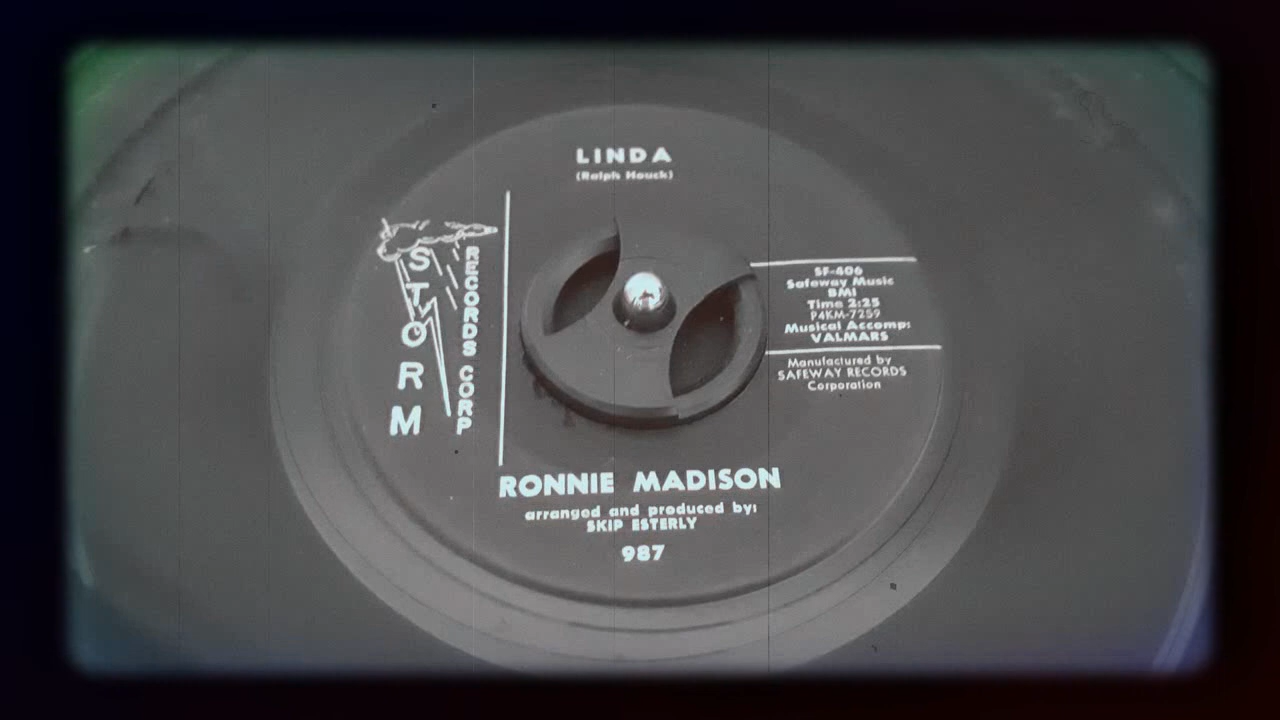 LINDA
(Ralph Houck)
STORM
RECORDS CORP
SF-406
Safeway Music
BMI
Time 2:25
P4KM-7259
Musical Accomp:
VALMARS
Manufactured by
SAFEWAY RECORDS
Corporation
RONNIE MADISON
arranged and produced by:
SKIP ESTERLY
987